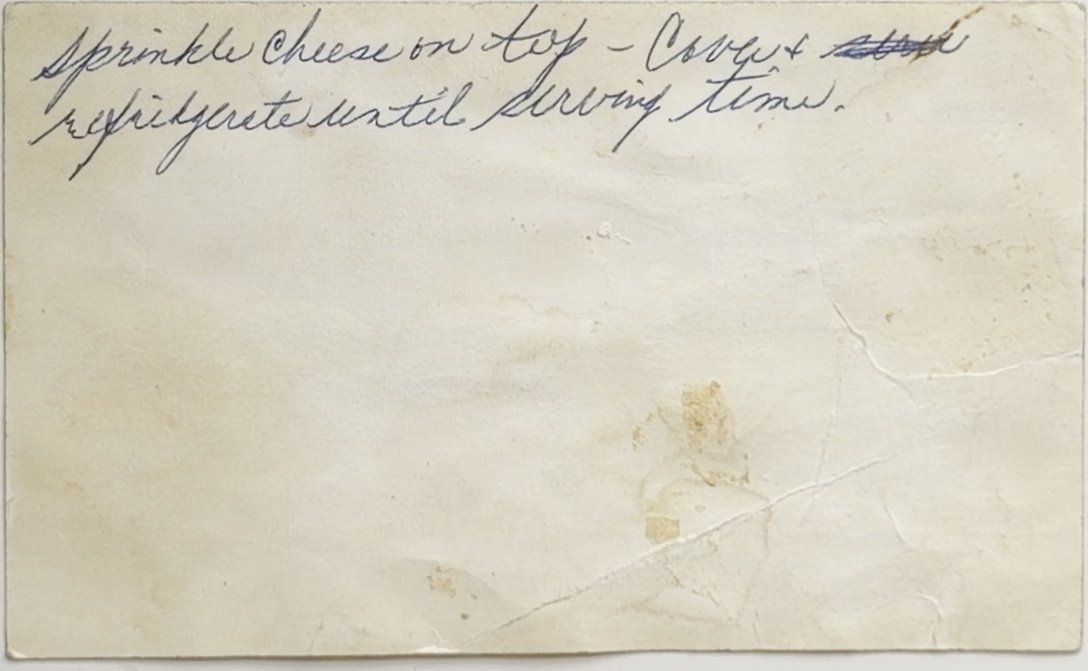 Sprinkle cheese on top - Cover &
refridgerate until serving time.